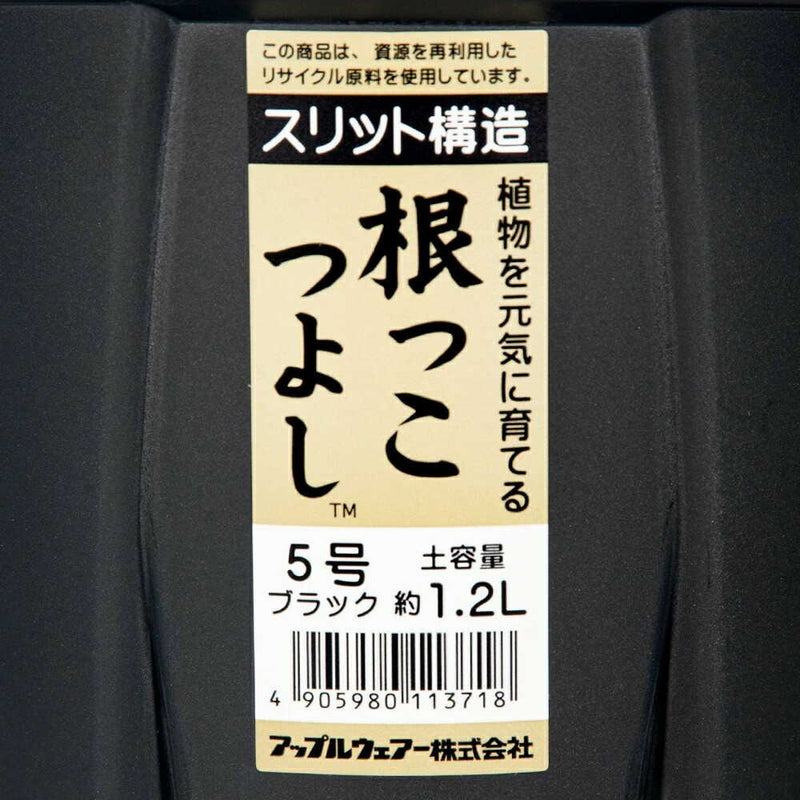 この商品は、資源を再利用した
リサイクル原料を使用しています。
スリット構造
植物を元気に育てる
根っこ
つよし
TM
5号
ブラック
土容量
約1.2L
4 905980 113718
アップルウェアー株式会社